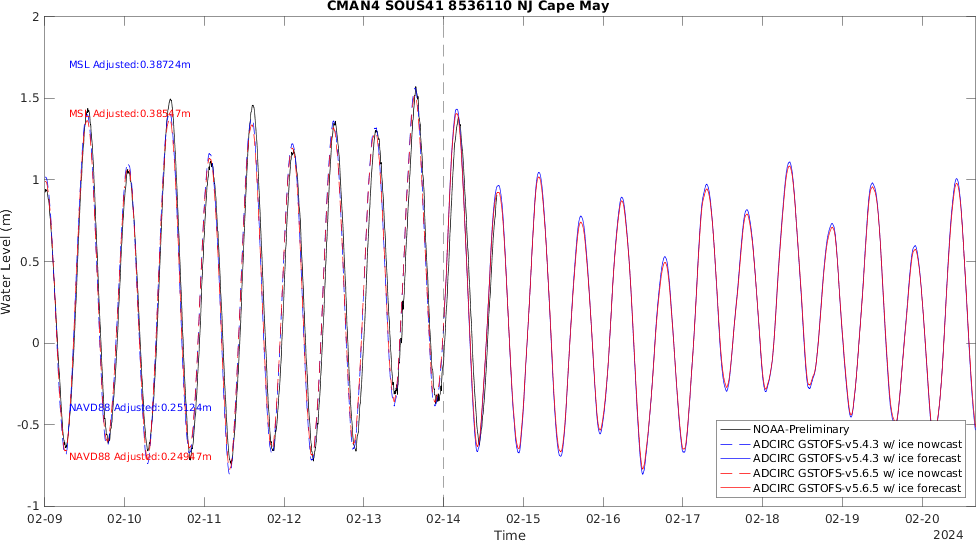 CMAN4 SOUS41 8536110 NJ Cape May
2
MSL Adjusted:0.38724m
1.5
MSL Adjusted:0.38547m
1
Water Level (m)
0.5
0
NAVD88 Adjusted:0.25124m
-0.5
NAVD88 Adjusted:0.24947m
-1
NOAA-Preliminary
ADCIRC GSTOFS-v5.4.3 w/ ice nowcast
ADCIRC GSTOFS-v5.4.3 w/ ice forecast
ADCIRC GSTOFS-v5.6.5 w/ ice nowcast
ADCIRC GSTOFS-v5.6.5 w/ ice forecast
02-09 02-10 02-11 02-12 02-13 02-14 02-15 02-16 02-17 02-18 02-19 02-20
Time
2024